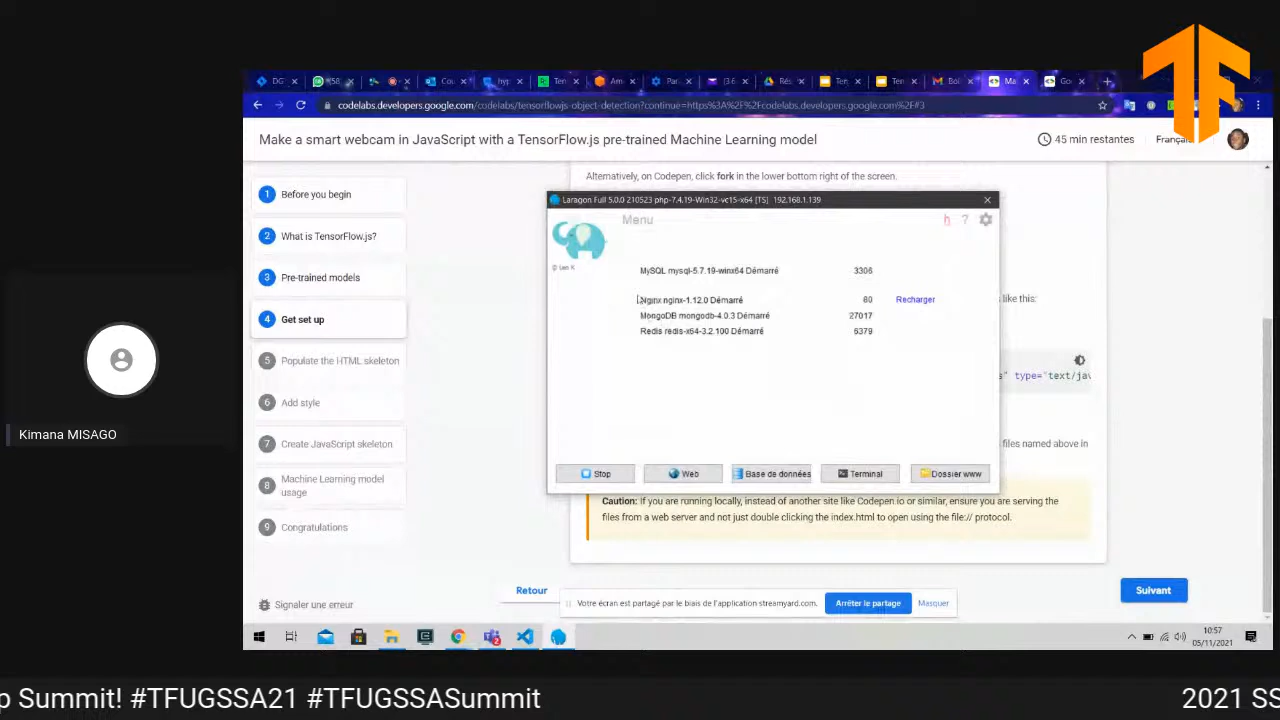 codelabs.developers.google.com/codelabs/tensorflowjs-object-detection?continue=https%3A%2F%2Fcodelabs.developers.google.com%2F#3
Make a smart webcam in JavaScript with a TensorFlow.js pre-trained Machine Learning model
45 min restantes
Français
1 Before you begin
2 What is TensorFlow.js?
3 Pre-trained models
4 Get set up
5 Populate the HTML skeleton
6 Add style
7 Create JavaScript skeleton
8 Machine Learning model
usage
9 Congratulations
Signaler une erreur
Alternatively, on Codepen, click fork in the lower bottom right of the screen.
Laragon Full 5.0.0 210523 php-7.4.19-Win32-vc15-x64 [TS] 192.168.1.139
Menu
h ?
MySQL mysql-5.7.19-winx64 Démarré 3306
Nginx nginx-1.12.0 Démarré 80 Recharger
MongoDB mongodb-4.0.3 Démarré 27017
Redis redis-x64-3.2.100 Démarré 6379
Stop Web Base de données Terminal Dossier www
like this:
s" type="text/jav
files named above in
Caution: If you are running locally, instead of another site like Codepen.io or similar, ensure you are serving the
files from a web server and not just double clicking the index.html to open using the file:// protocol.
Retour
Suivant
Votre écran est partagé par le biais de l'application streamyard.com. Arrêter le partage Masquer
10:57
05/11/2021
Kimana MISAGO
p Summit! #TFUGSSA21 #TFUGSSASummit
2021 SS